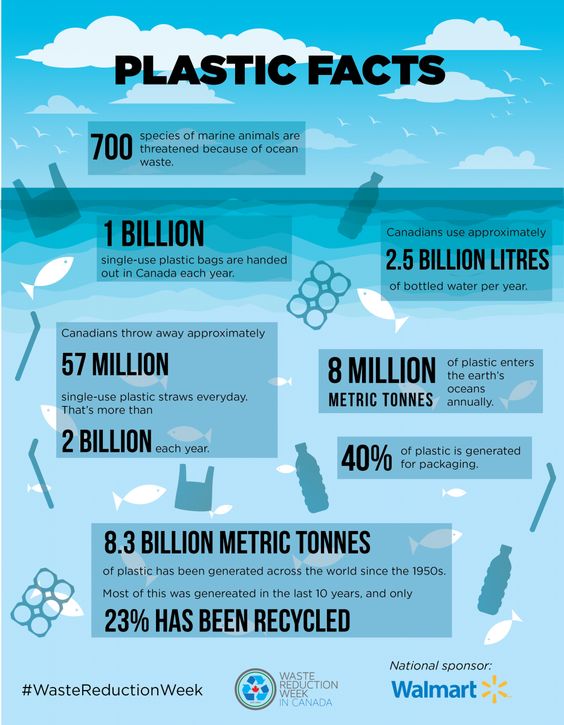 PLASTIC FACTS
700
species of marine animals are
threatened because of ocean
waste.
1 BILLION
single-use plastic bags are handed
out in Canada each year.
Canadians use approximately
2.5 BILLION LITRES
of bottled water per year.
Canadians throw away approximately
57 MILLION
single-use plastic straws everyday.
That's more than
2 BILLION each year.
8 MILLION
METRIC TONNES
of plastic enters
the earth's
oceans
annually.
40%
of plastic is generated
for packaging.
8.3 BILLION METRIC TONNES
of plastic has been generated across the world since the 1950s.
Most of this was genereated in the last 10 years, and only
23% HAS BEEN RECYCLED
#WasteReductionWeek
WASTE
REDUCTION
WEEK
IN CANADA
National sponsor:
Walmart